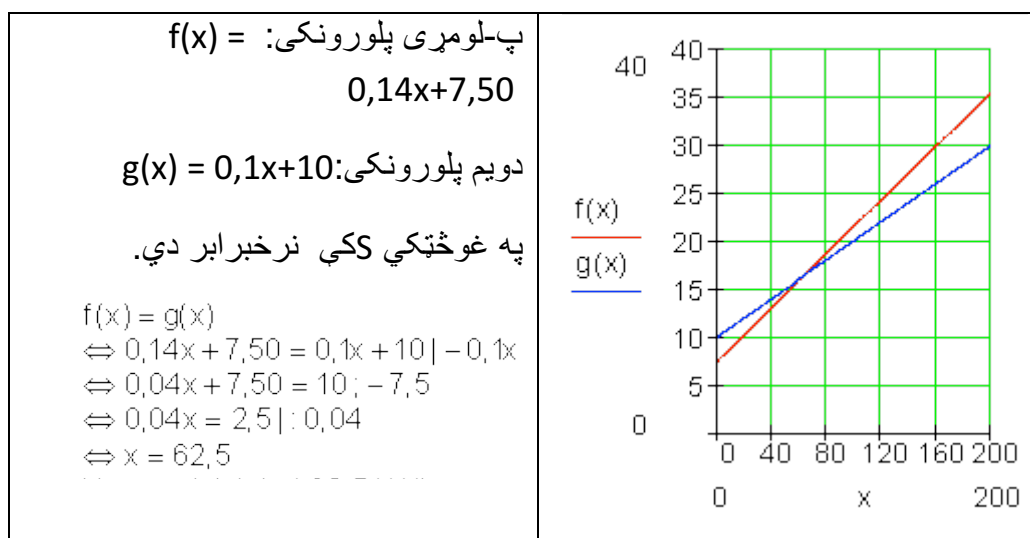 پ-لومړی پلورونکی: f(x) =
0,14x+7,50
دویم پلورونکی:g(x) = 0,1x+10
په غوڅټکي Sکې نرخبرابر دي.
f(x) = g(x)
⇔ 0,14x + 7,50 = 0,1x + 10 | − 0,1x
⇔ 0,04x + 7,50 = 10 ; − 7,5
⇔ 0,04x = 2,5 | : 0,04
⇔ x = 62,5
40
f(x)
g(x)
0
40
35
30
25
20
15
10
5
0 40 80 120 160 200
0 x 200